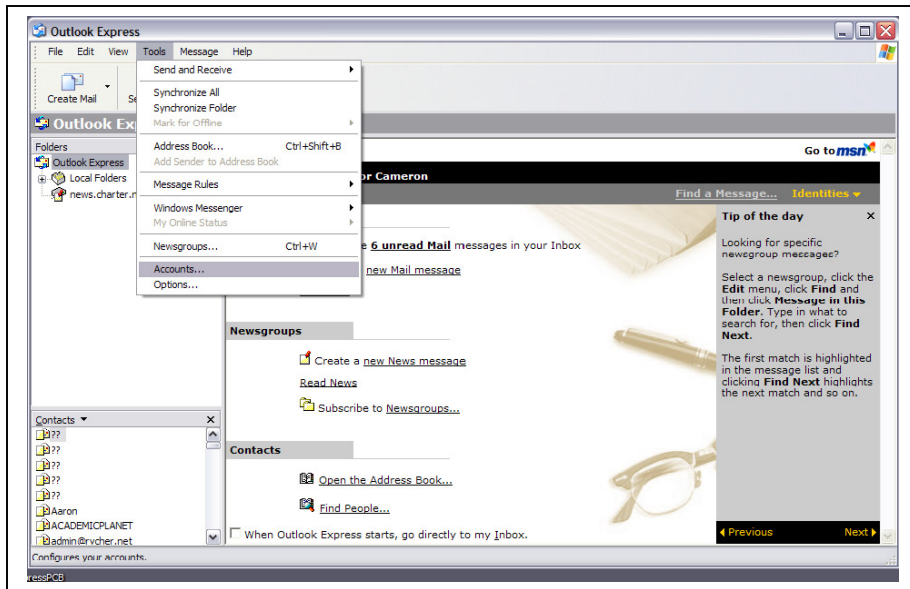 Outlook Express
File Edit View Tools Message Help
Create Mail
Send and Receive
Synchronize All
Synchronize Folder
Mark for Offline
Address Book... Ctrl+Shift+B
Add Sender to Address Book
Message Rules
Windows Messenger
My Online Status
Newsgroups... Ctrl+W
Accounts...
Options...
Outlook Ex
Folders
Outlook Express
Local Folders
news.charter.n
Go to msn
or Cameron
Find a Message... Identities
6 unread Mail messages in your Inbox
new Mail message
Newsgroups
Create a new News message
Read News
Subscribe to Newsgroups...
Contacts
Open the Address Book...
Find People...
When Outlook Express starts, go directly to my Inbox.
Tip of the day x
Looking for specific
newsgroup messages?
Select a newsgroup, click the
Edit menu, click Find and
then click Message in this
Folder. Type in what to
search for, then click Find
Next.
The first match is highlighted
in the message list and
clicking Find Next highlights
the next match and so on.
Previous Next
Contacts x
??
??
??
??
??
Aaron
ACADEMICPLANET
admin@rvcher.net
Configures your accounts.
ressPCB